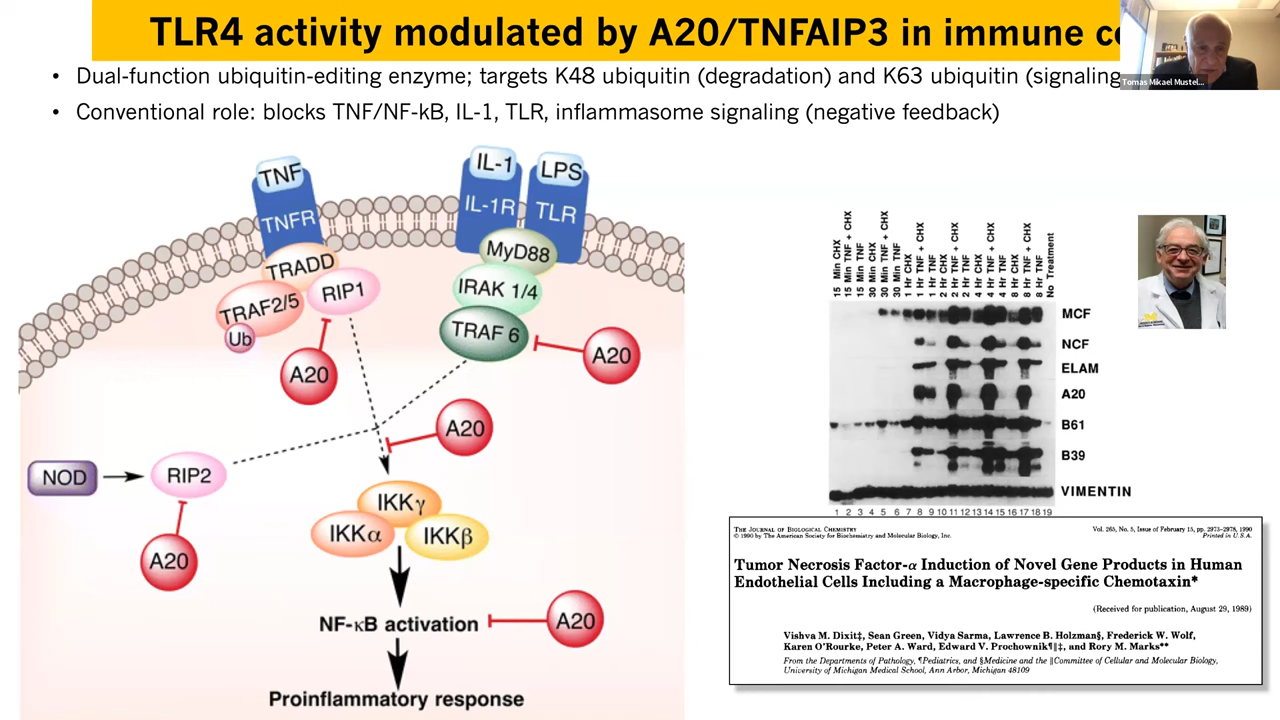 TLR4 activity modulated by A20/TNFAIP3 in immune
Tomas Mikael Mustel...
• Dual-function ubiquitin-editing enzyme; targets K48 ubiquitin (degradation) and K63 ubiquitin (signaling
• Conventional role: blocks TNF/NF-kB, IL-1, TLR, inflammasome signaling (negative feedback)
TNF
TNFR
TRADD
TRAF2/5
RIP1
Ub
A20
IL-1
LPS
IL-1R
TLR
MyD88
IRAK 1/4
TRAF 6
A20
A20
NOD
RIP2
A20
IKKγ
IKKα
IKKβ
NF-κB activation
A20
Proinflammatory response
15 Min CHX
15 Min TNF + CHX
15 Min TNF
30 Min CHX
30 Min TNF + CHX
30 Min TNF
1 Hr CHX
1 Hr TNF + CHX
1 Hr TNF
2 Hr CHX
2 Hr TNF + CHX
2 Hr TNF
4 Hr CHX
4 Hr TNF + CHX
4 Hr TNF
8 Hr CHX
8 Hr TNF + CHX
8 Hr TNF
No Treatment
MCF
NCF
ELAM
A20
B61
B39
VIMENTIN
1 2 3 4 5 6 7 8 9 10 11 12 13 14 15 16 17 18 19
THE JOURNAL OF BIOLOGICAL CHEMISTRY
© 1990 by The American Society for Biochemistry and Molecular Biology, Inc.
Vol. 265, No. 5, Issue of February 15, pp. 2973-2978, 1990
Printed in U.S.A.
Tumor Necrosis Factor-α Induction of Novel Gene Products in Human
Endothelial Cells Including a Macrophage-specific Chemotaxin*
(Received for publication, August 29, 1989)
Vishva M. Dixit‡, Sean Green, Vidya Sarma, Lawrence B. Holzman§, Frederick W. Wolf,
Karen O'Rourke, Peter A. Ward, Edward V. Prochownik¶‖‡, and Rory M. Marks**
From the Departments of Pathology, ¶Pediatrics, and §Medicine and the ‖Committee of Cellular and Molecular Biology,
University of Michigan Medical School, Ann Arbor, Michigan 48109